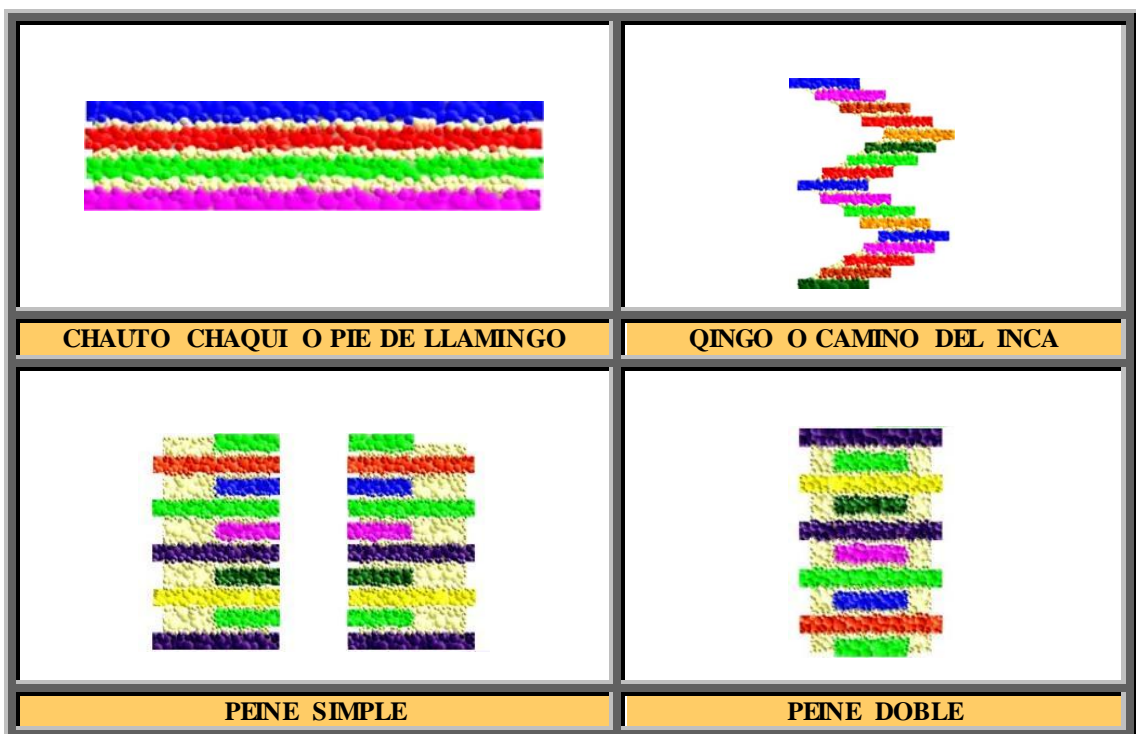 CHAUTO CHAQUI O PIE DE LLAMINGO
QINGO O CAMINO DEL INCA
PEINE SIMPLE
PEINE DOBLE